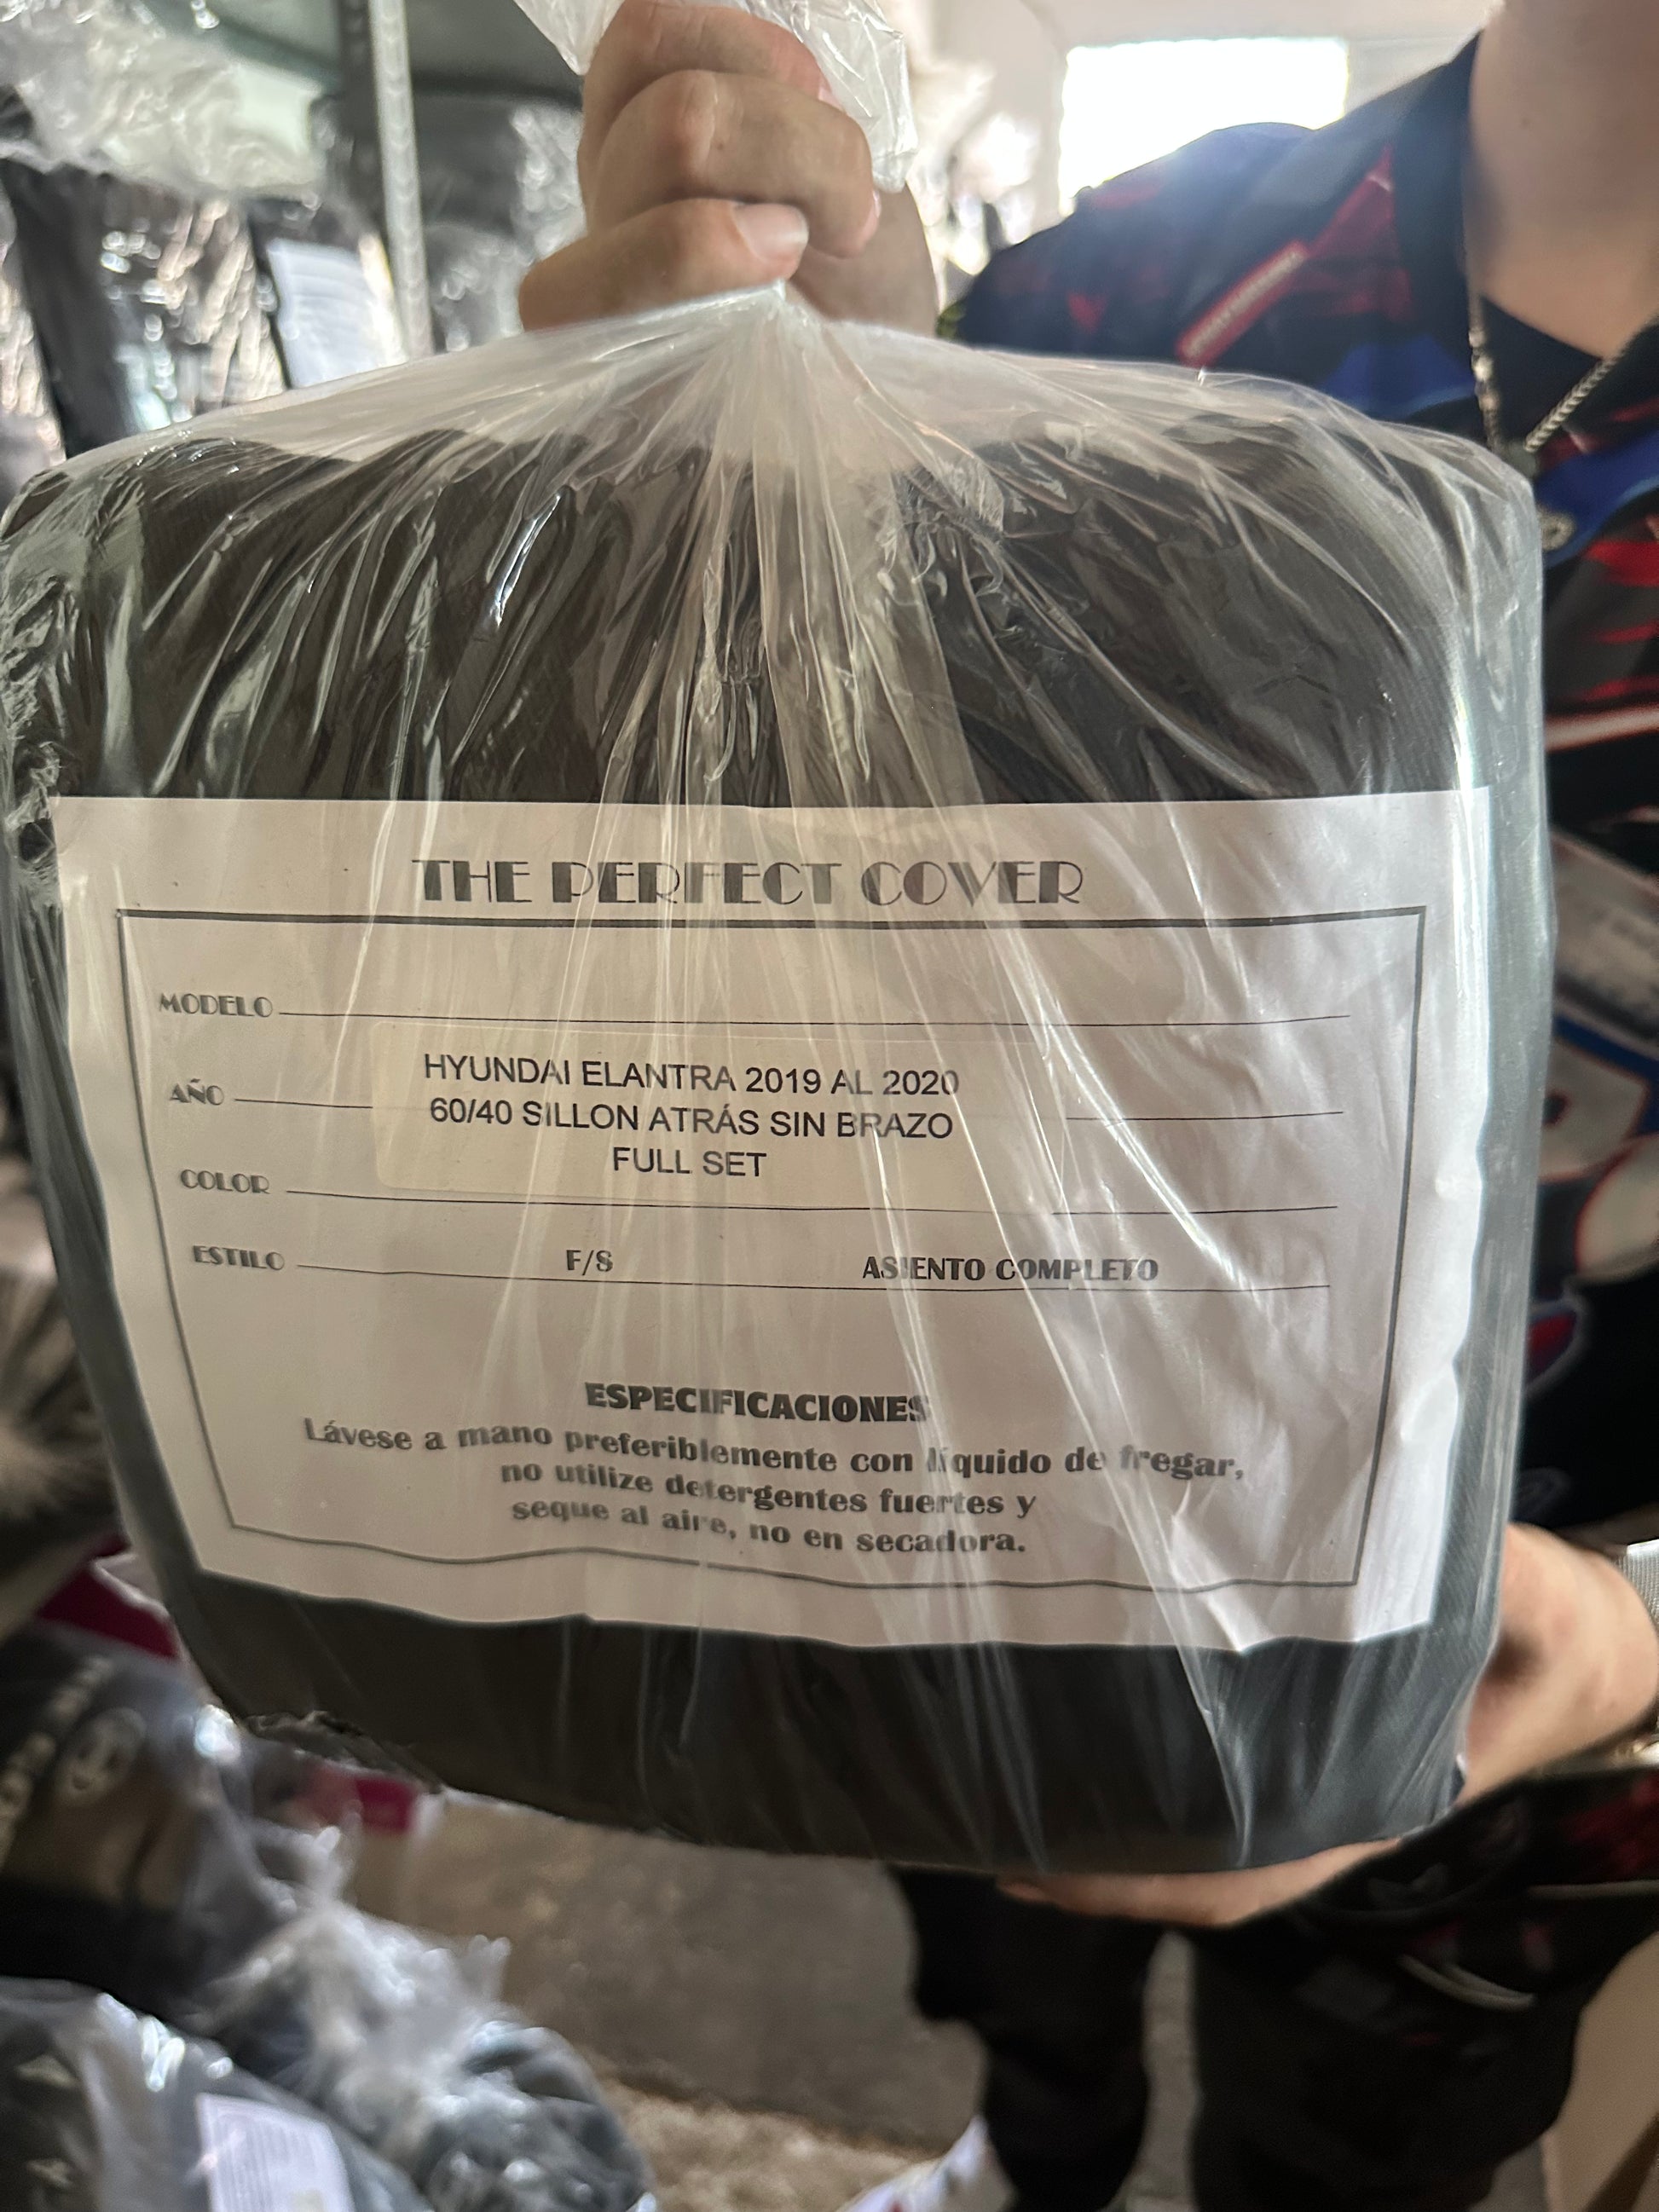 THE PERFECT COVER
MODELO
HYUNDAI ELANTRA 2019 AL 2020
AÑO
60/40 SILLON ATRÁS SIN BRAZO
FULL SET
COLOR
ESTILO F/S ASIENTO COMPLETO
ESPECIFICACIONES
Lávese a mano preferiblemente con líquido de fregar,
no utilize detergentes fuertes y
seque al aire, no en secadora.